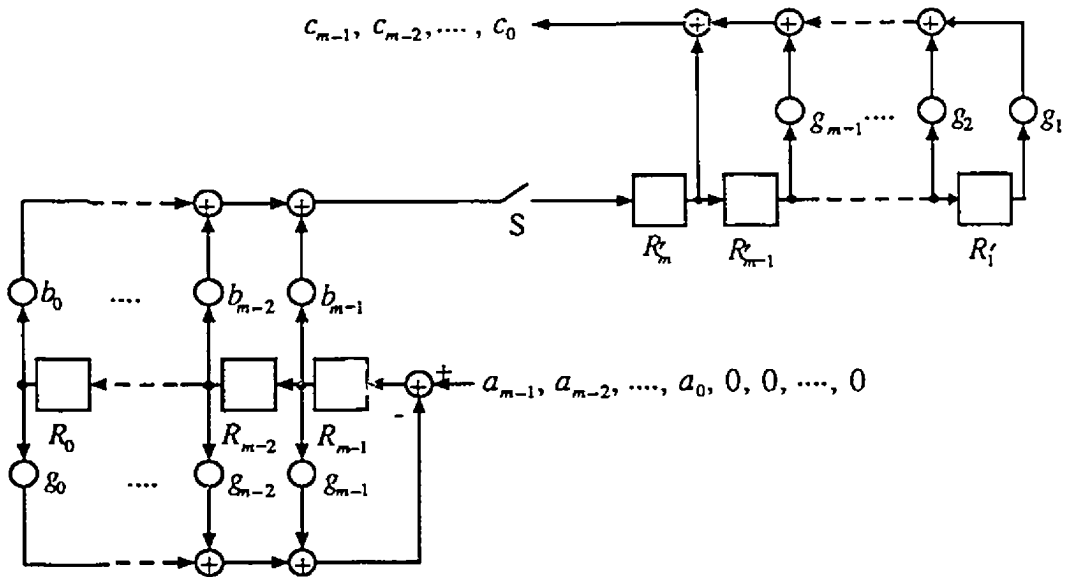 c_{m-1}, c_{m-2}, ...., c_0
g_{m-1} .... g_2 g_1
S
R'_m R'_{m-1} R'_1
b_0 .... b_{m-2} b_{m-1}
+ a_{m-1}, a_{m-2}, ...., a_0, 0, 0, ...., 0
-
R_0 R_{m-2} R_{m-1}
g_0 .... g_{m-2} g_{m-1}